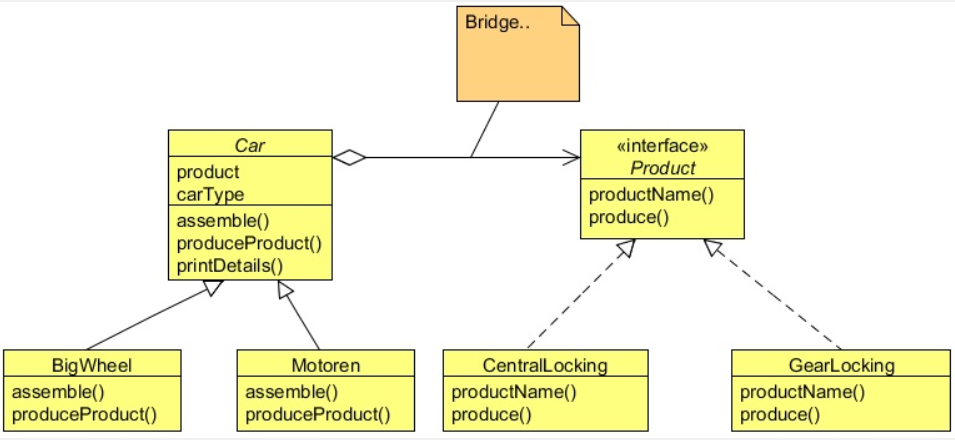 Bridge..
Car
product
carType
assemble()
produceProduct()
printDetails()
«interface»
Product
productName()
produce()
BigWheel
assemble()
produceProduct()
Motoren
assemble()
produceProduct()
CentralLocking
productName()
produce()
GearLocking
productName()
produce()